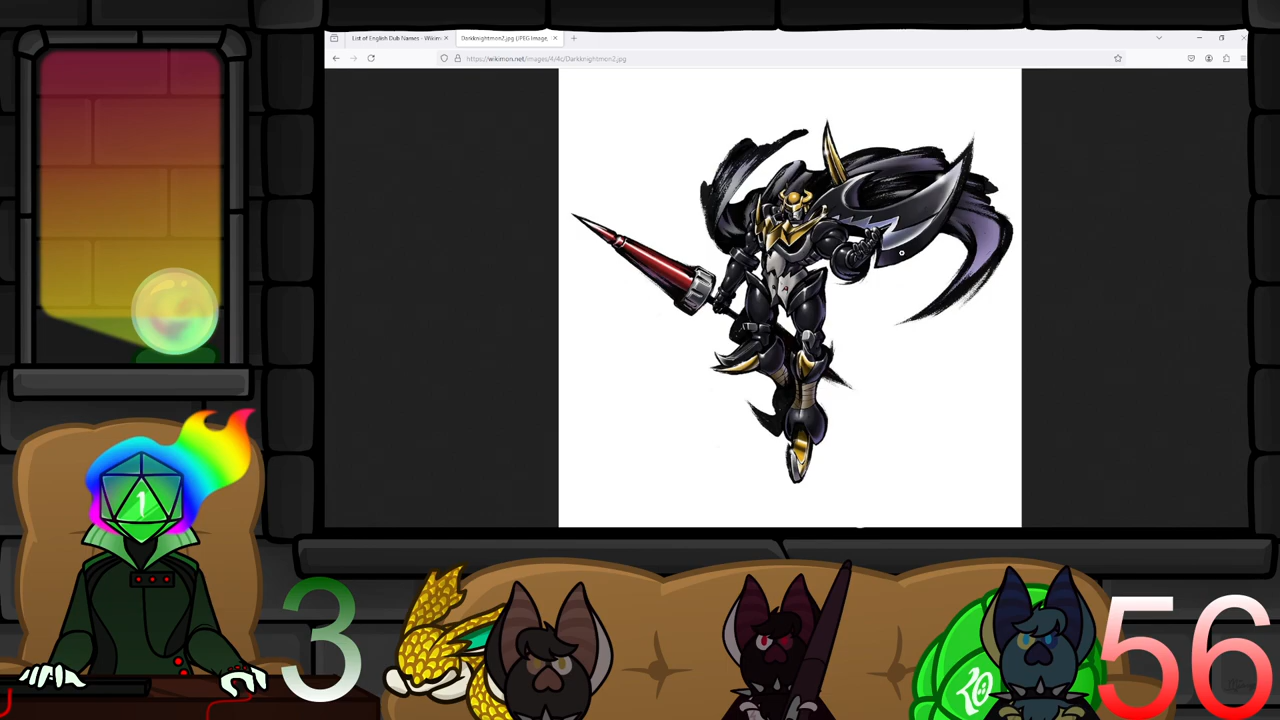 List of English Dub Names - Wikim
Darkknightmon2.jpg (JPEG Image,
https://wikimon.net/images/4/4c/Darkknightmon2.jpg
1
3
56